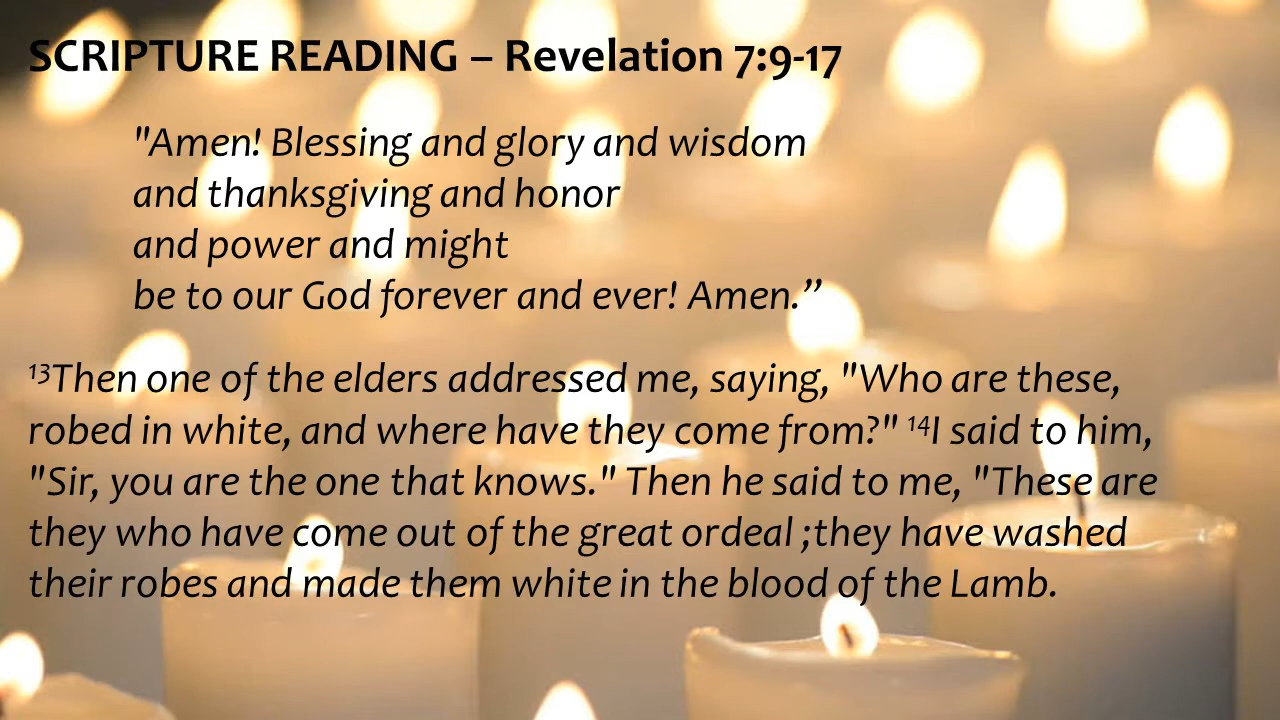 SCRIPTURE READING – Revelation 7:9-17
"Amen! Blessing and glory and wisdom
and thanksgiving and honor
and power and might
be to our God forever and ever! Amen.”
¹³Then one of the elders addressed me, saying, "Who are these,
robed in white, and where have they come from?" ¹⁴I said to him,
"Sir, you are the one that knows." Then he said to me, "These are
they who have come out of the great ordeal ;they have washed
their robes and made them white in the blood of the Lamb.